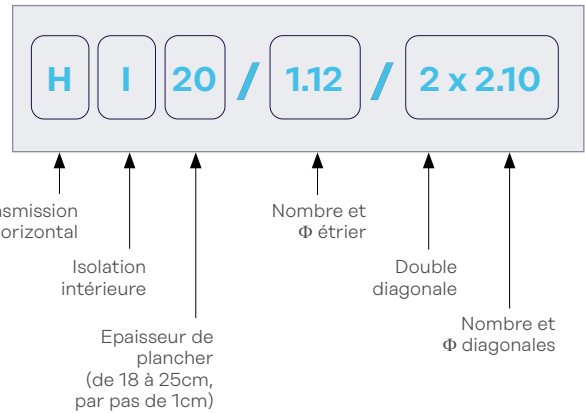 H I 20 / 1.12 / 2 x 2.10
Nombre et
Φ étrier
Isolation
intérieure
Double
diagonale
Nombre et
Φ diagonales
Epaisseur de
plancher
(de 18 à 25cm,
par pas de 1cm)